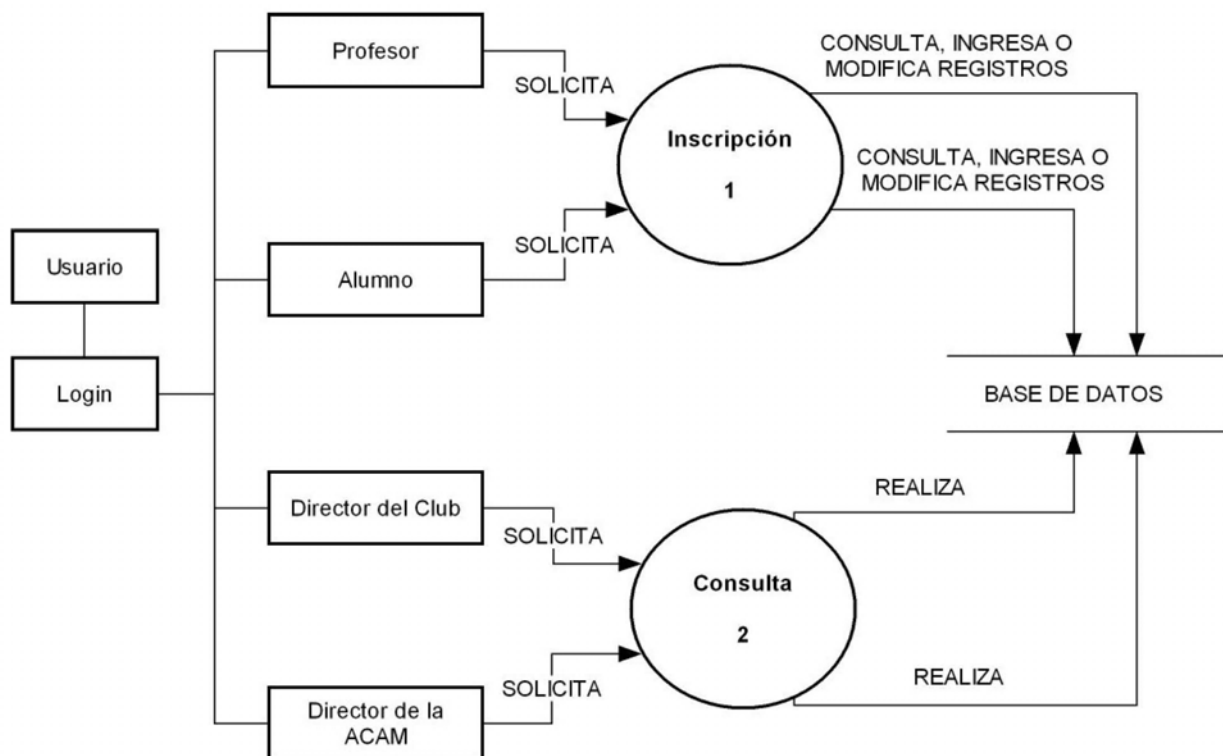 Profesor
SOLICITA
CONSULTA, INGRESA O
MODIFICA REGISTROS
Inscripción
1
CONSULTA, INGRESA O
MODIFICA REGISTROS
Usuario
Alumno
SOLICITA
Login
BASE DE DATOS
Director del Club
SOLICITA
REALIZA
Consulta
2
Director de la
ACAM
SOLICITA
REALIZA